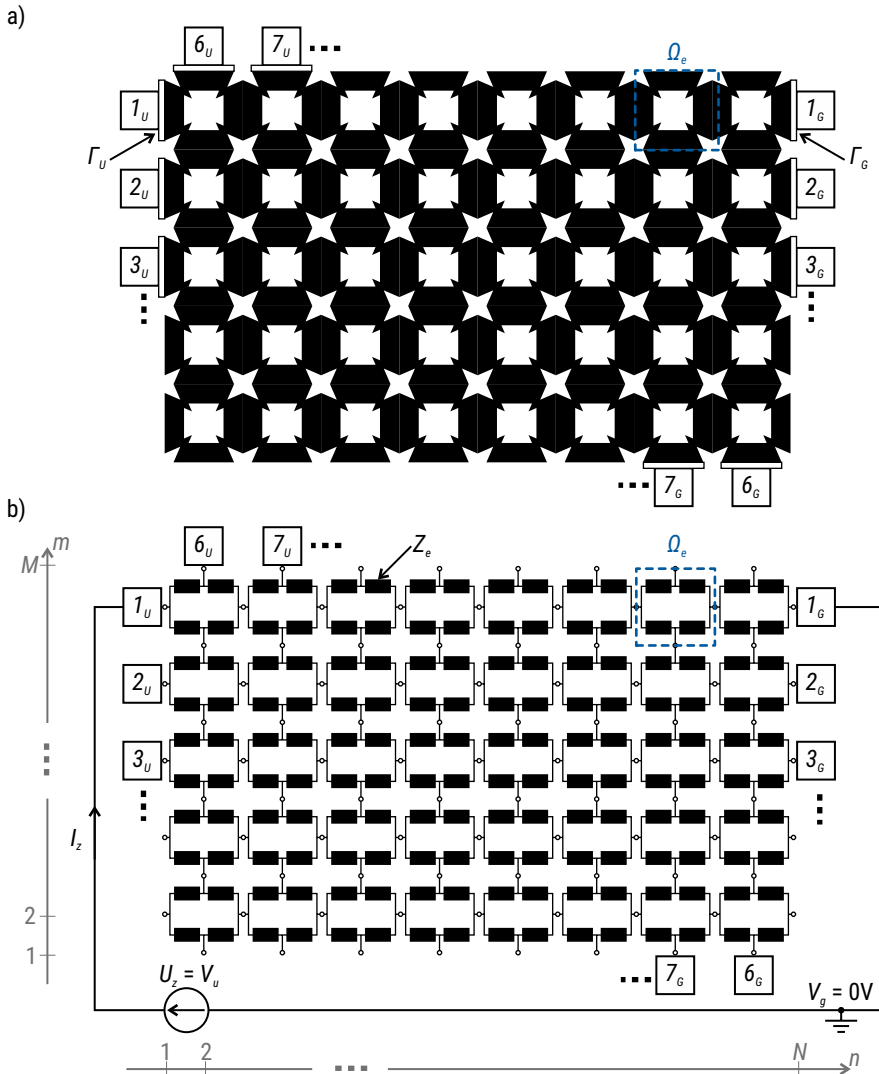 a)
6U 7U ...
Ωe
1U 1G
ΓU ΓG
2U 2G
3U 3G
...
... 7G 6G
b)
m
M
6U 7U ... Ze Ωe
1U 1G
2U 2G
3U 3G
...
Iz
2
1
... 7G 6G
Uz = Vu Vg = 0V
1 2 ... N n